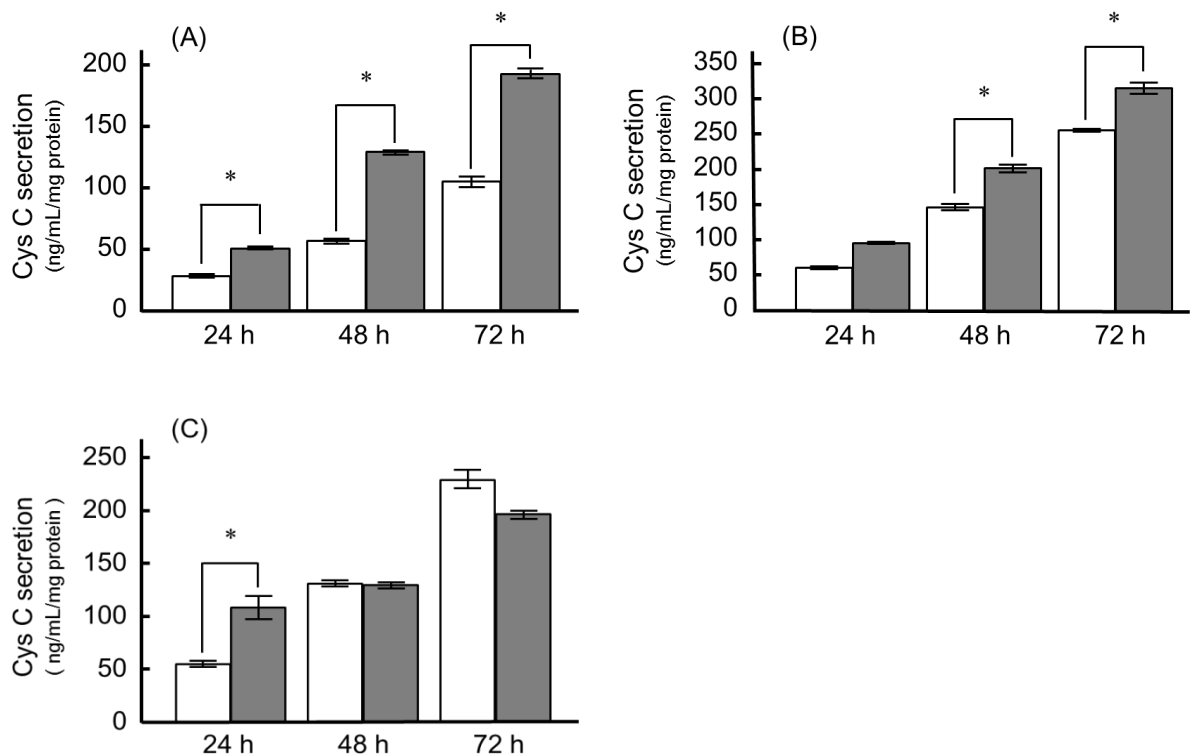 (A)
Cys C secretion
(ng/mL/mg protein)
200
150
100
50
0
*
*
*
24 h 48 h 72 h
(B)
Cys C secretion
(ng/mL/mg protein)
350
300
250
200
150
100
50
0
*
*
24 h 48 h 72 h
(C)
Cys C secretion
( ng/mL/mg protein )
250
200
150
100
50
0
*
24 h 48 h 72 h